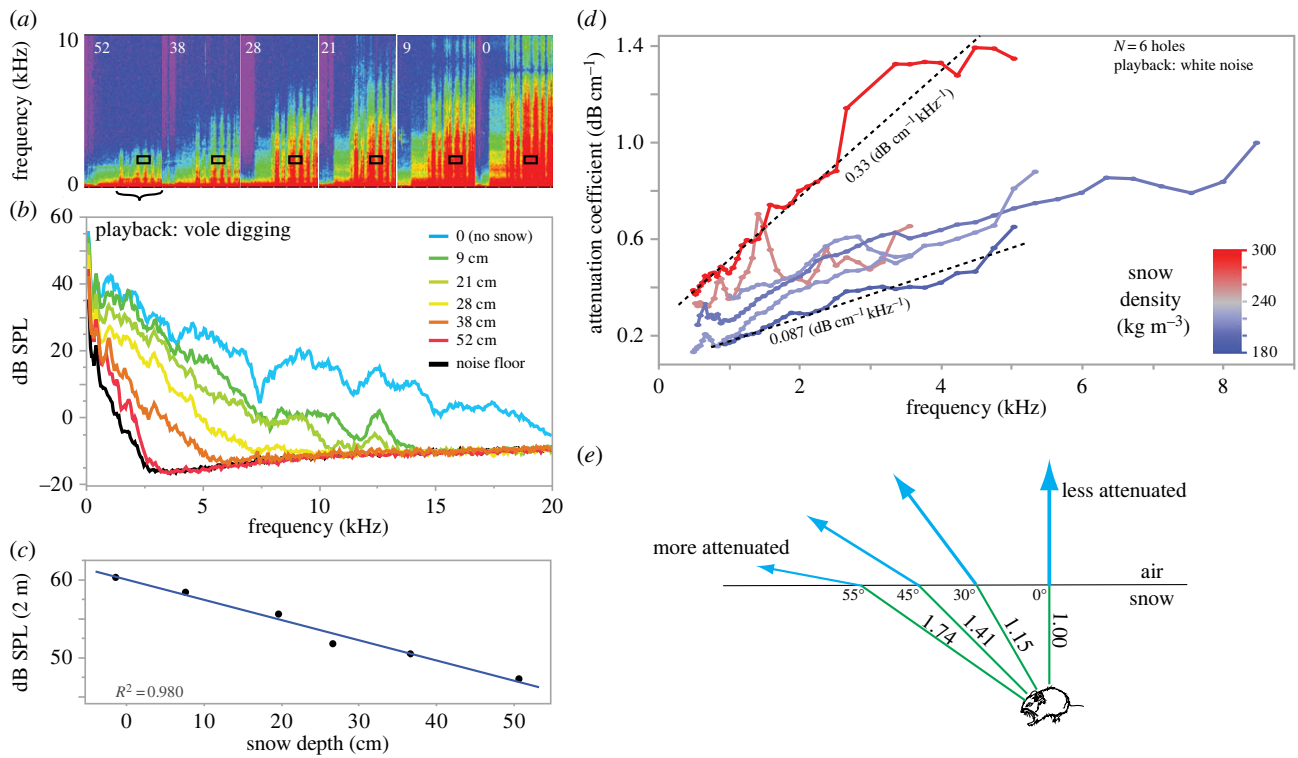 (a)
10
frequency (kHz)
0
52
38
28
21
9
0
(b)
60
40
20
0
–20
dB SPL
playback: vole digging
0 (no snow)
9 cm
21 cm
28 cm
38 cm
52 cm
noise floor
0
5
10
15
20
frequency (kHz)
(c)
60
50
dB SPL (2 m)
R² = 0.980
0
10
20
30
40
50
snow depth (cm)
(d)
1.4
1.0
0.6
0.2
attenuation coefficient (dB cm⁻¹)
N = 6 holes
playback: white noise
0.33 (dB cm⁻¹ kHz⁻¹)
0.087 (dB cm⁻¹ kHz⁻¹)
snow
density
(kg m⁻³)
300
240
180
0
2
4
6
8
frequency (kHz)
(e)
less attenuated
more attenuated
air
snow
55°
45°
30°
0°
1.74
1.41
1.15
1.00